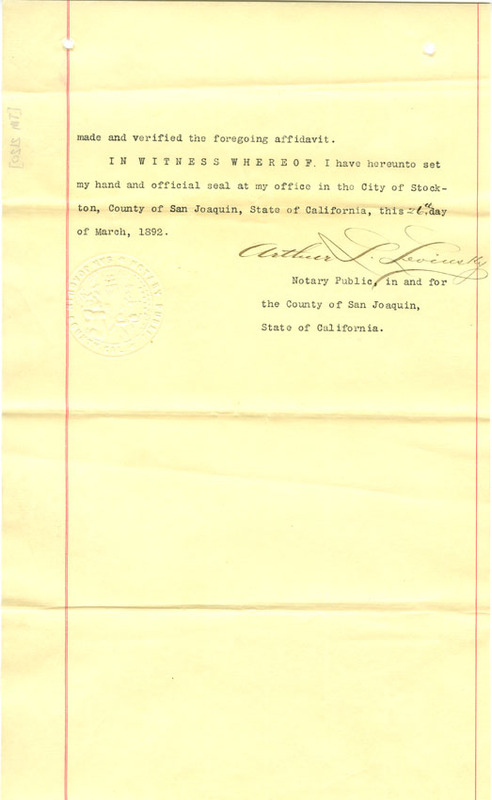 made and verified the foregoing affidavit.
IN WITNESS WHEREOF. I have hereunto set
my hand and official seal at my office in the City of Stock-
ton, County of San Joaquin, State of California, this day
of March, 1892.
Arthur L. Levinsky
Notary Public, in and for
the County of San Joaquin,
State of California.